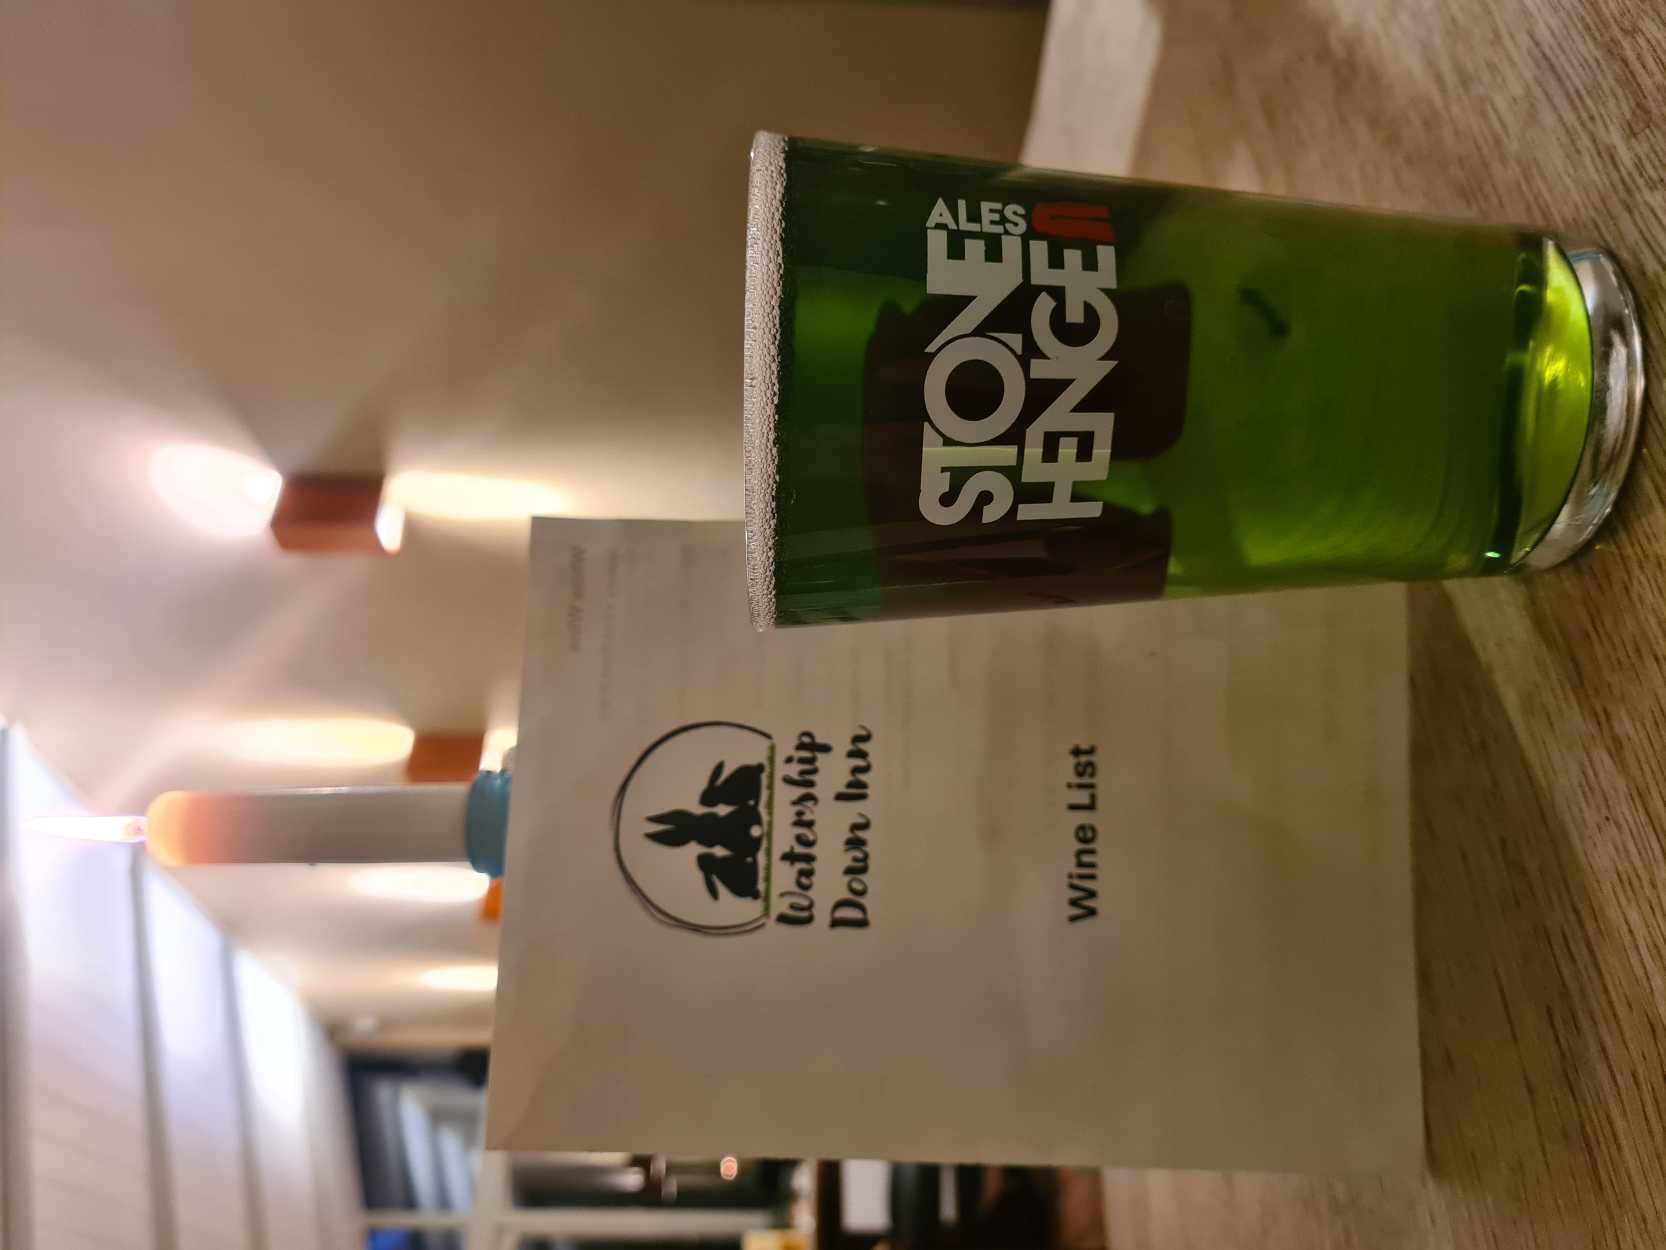 Watership
Down Inn
Wine List
STONE
ALES
HENGE